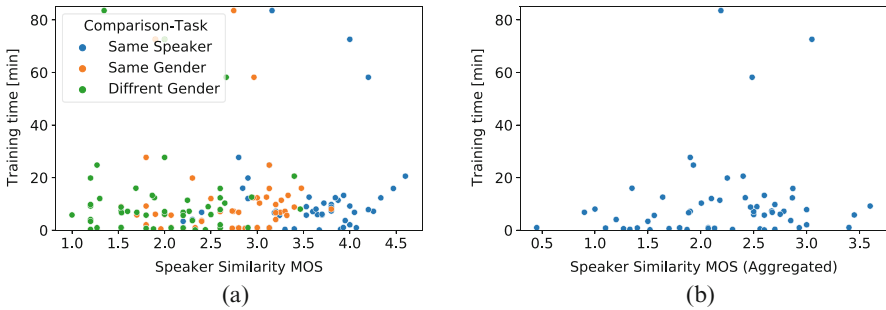 80
60
40
20
0
Training time [min]
Comparison-Task
Same Speaker
Same Gender
Diffrent Gender
1.0 1.5 2.0 2.5 3.0 3.5 4.0 4.5
Speaker Similarity MOS
(a)
80
60
40
20
0
Training time [min]
0.5 1.0 1.5 2.0 2.5 3.0 3.5
Speaker Similarity MOS (Aggregated)
(b)